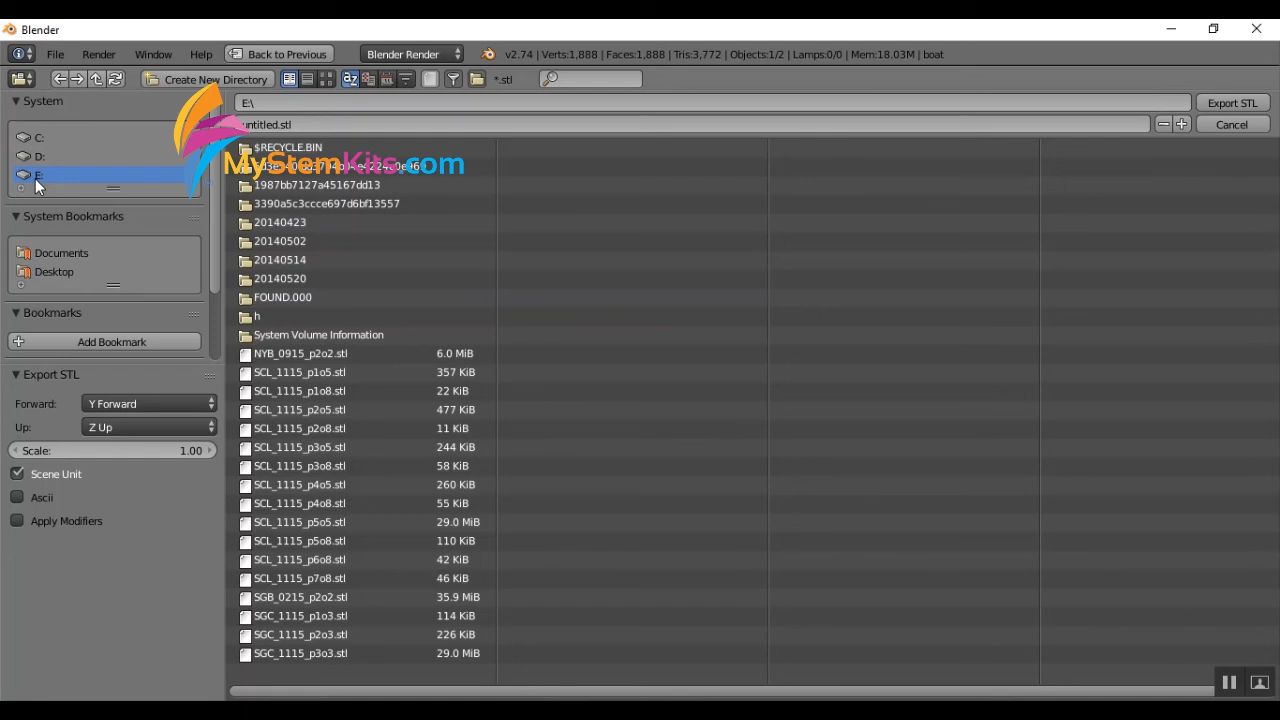 Blender
File Render Window Help Back to Previous Blender Render v2.74 | Verts:1,888 | Faces:1,888 | Tris:3,772 | Objects:1/2 | Lamps:0/0 | Mem:18.03M | boat
Create New Directory *.stl
System
E:\ Export STL
untitled.stl Cancel
C:
D:
E:
MyStemKits.com
$RECYCLE.BIN
1987bb7127a45167dd13
3390a5c3ccce697d6bf13557
System Bookmarks
20140423
20140502
Documents
20140514
Desktop
20140520
FOUND.000
Bookmarks
h
Add Bookmark
System Volume Information
NYB_0915_p2o2.stl 6.0 MiB
Export STL
SCL_1115_p1o5.stl 357 KiB
SCL_1115_p1o8.stl 22 KiB
Forward: Y Forward
SCL_1115_p2o5.stl 477 KiB
Up: Z Up
SCL_1115_p2o8.stl 11 KiB
Scale: 1.00
SCL_1115_p3o5.stl 244 KiB
Scene Unit
SCL_1115_p3o8.stl 58 KiB
SCL_1115_p4o5.stl 260 KiB
Ascii
SCL_1115_p4o8.stl 55 KiB
Apply Modifiers
SCL_1115_p5o5.stl 29.0 MiB
SCL_1115_p5o8.stl 110 KiB
SCL_1115_p6o8.stl 42 KiB
SCL_1115_p7o8.stl 46 KiB
SGB_0215_p2o2.stl 35.9 MiB
SGC_1115_p1o3.stl 114 KiB
SGC_1115_p2o3.stl 226 KiB
SGC_1115_p3o3.stl 29.0 MiB